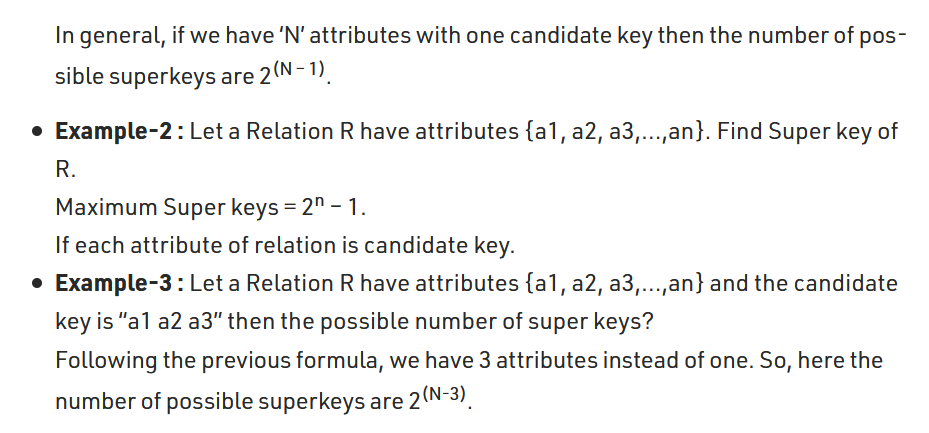 In general, if we have ‘N’ attributes with one candidate key then the number of pos-
sible superkeys are 2⁽ᴺ ⁻ ¹⁾.
• Example-2 : Let a Relation R have attributes {a1, a2, a3,...,an}. Find Super key of
R.
Maximum Super keys = 2ⁿ – 1.
If each attribute of relation is candidate key.
• Example-3 : Let a Relation R have attributes {a1, a2, a3,...,an} and the candidate
key is “a1 a2 a3” then the possible number of super keys?
Following the previous formula, we have 3 attributes instead of one. So, here the
number of possible superkeys are 2⁽ᴺ⁻³⁾.